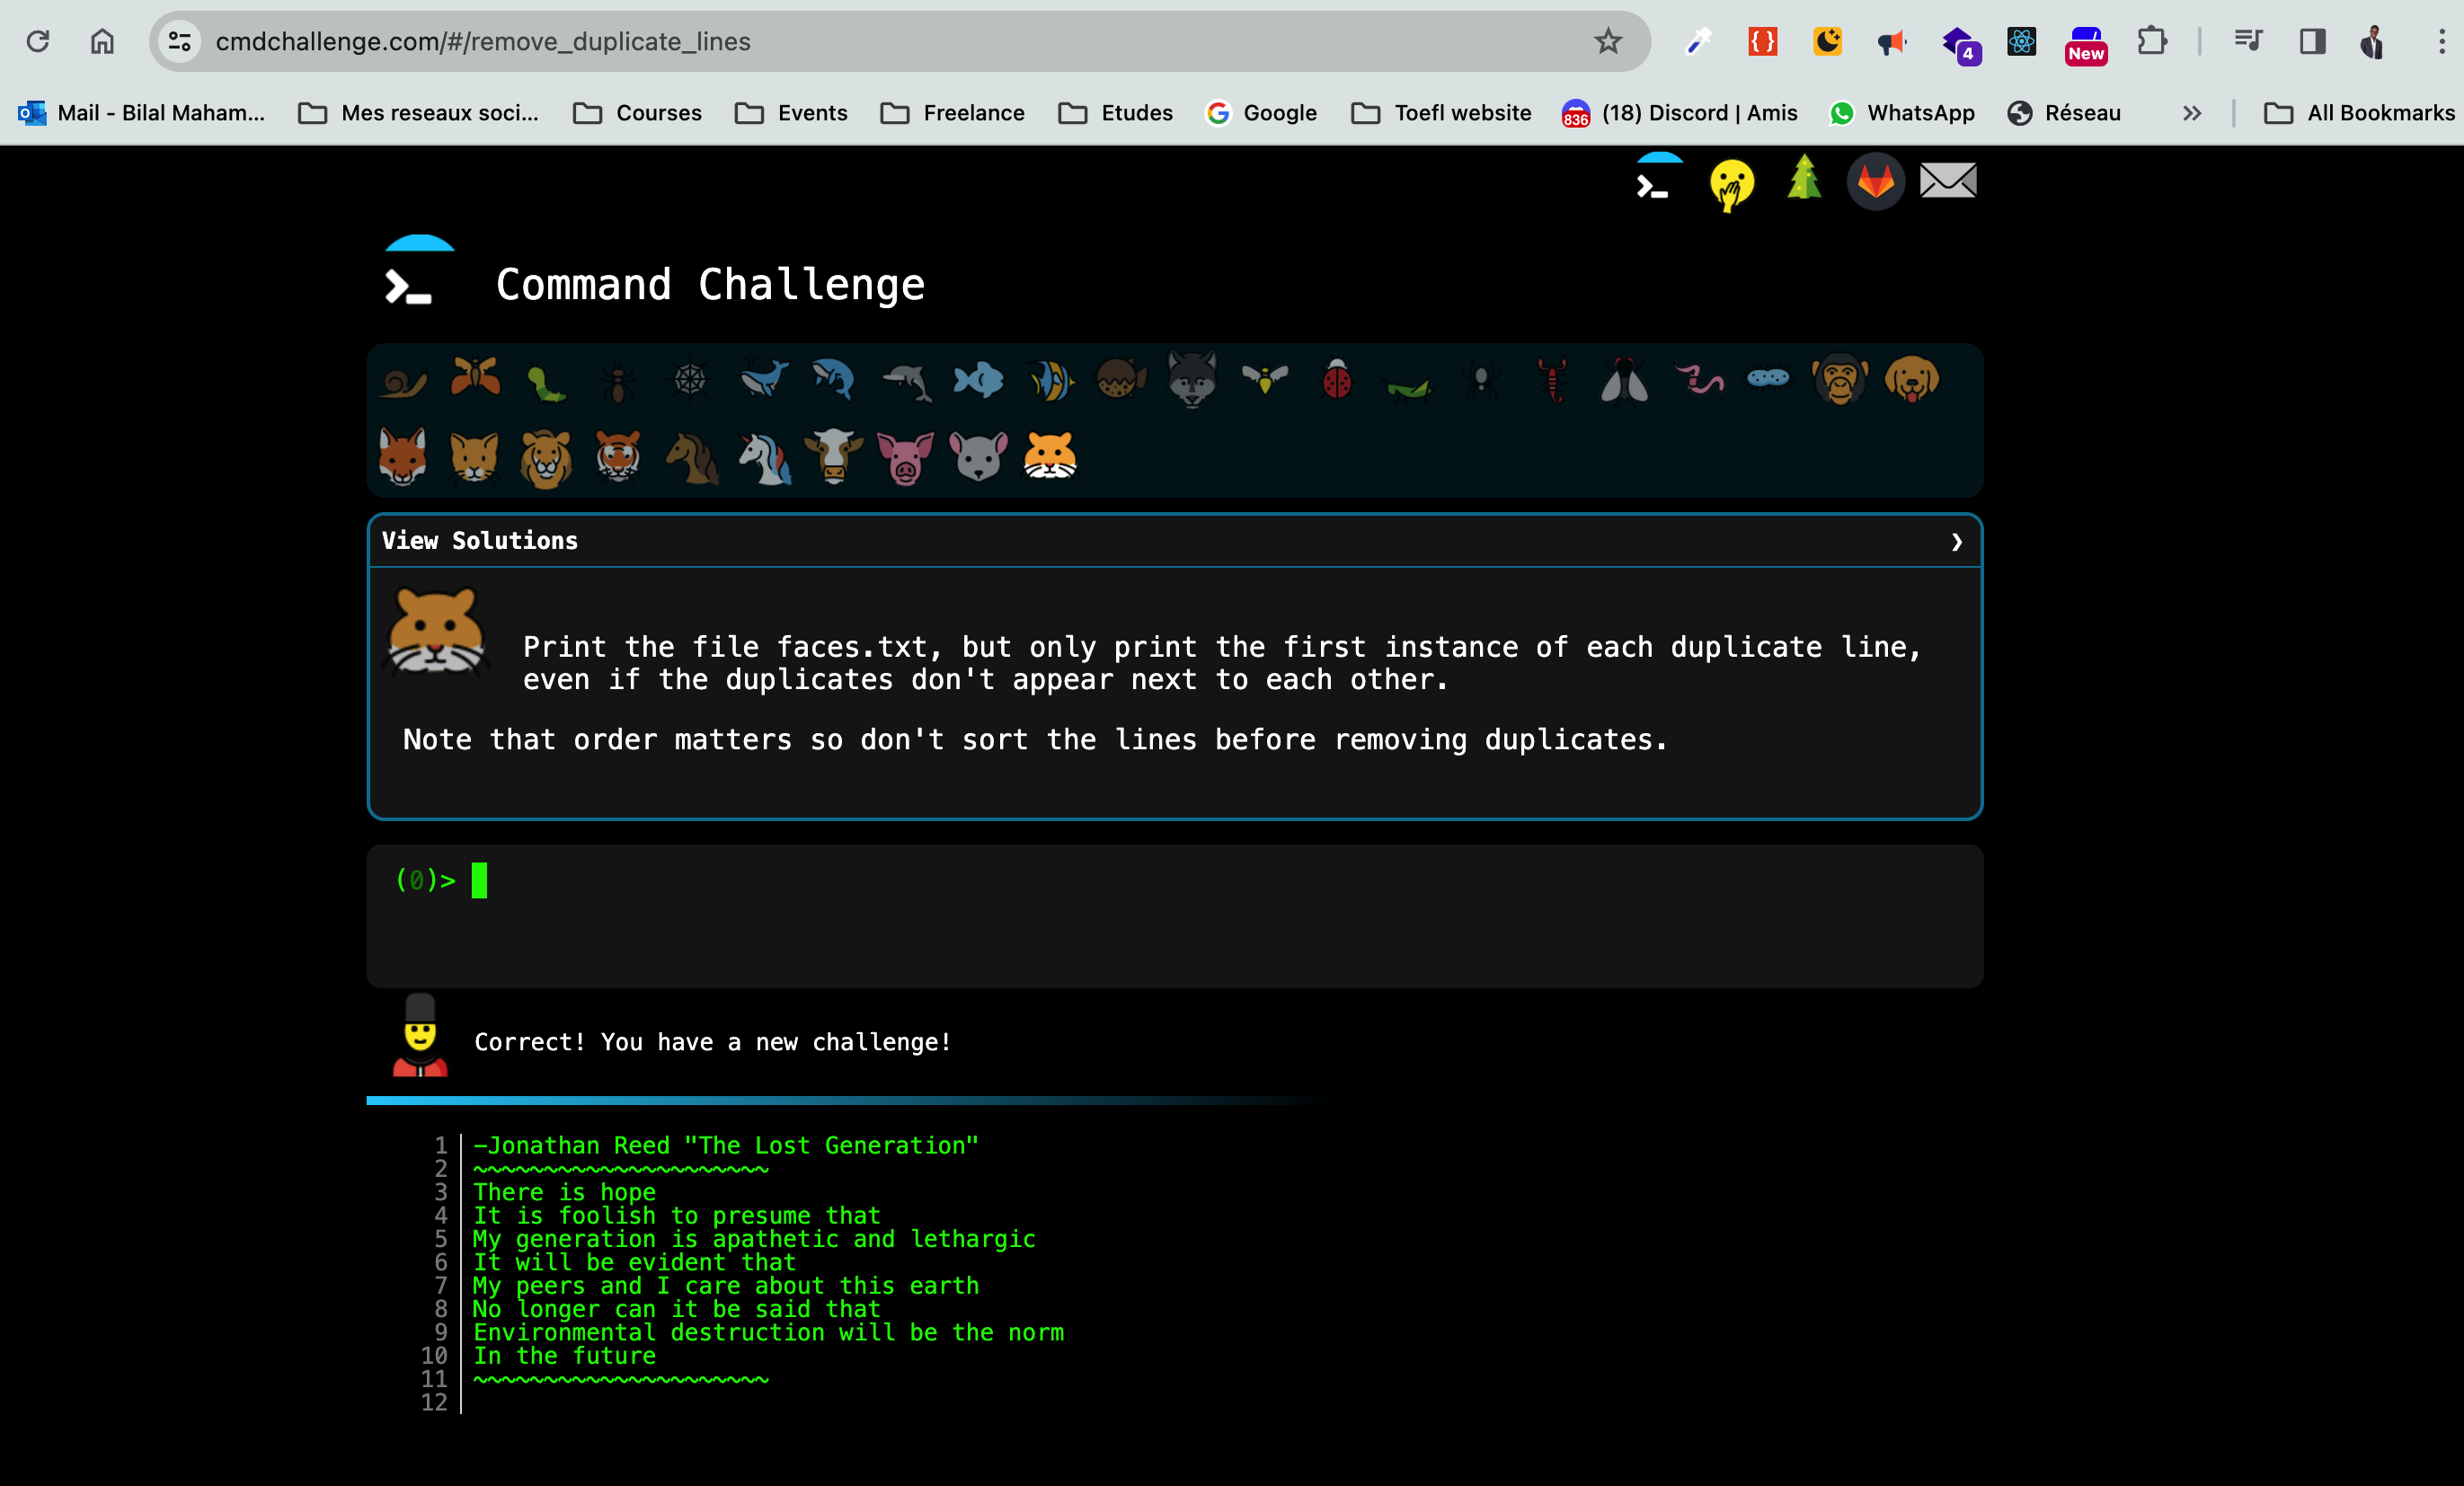 cmdchallenge.com/#/remove_duplicate_lines
4
New
Mail - Bilal Maham...
Mes reseaux soci...
Courses
Events
Freelance
Etudes
Google
Toefl website
836
(18) Discord | Amis
WhatsApp
Réseau
All Bookmarks
Command Challenge
View Solutions
Print the file faces.txt, but only print the first instance of each duplicate line,
even if the duplicates don't appear next to each other.
Note that order matters so don't sort the lines before removing duplicates.
(0)>
Correct! You have a new challenge!
1 -Jonathan Reed "The Lost Generation"
2 ~~~~~~~~~~~~~~~~~~~~~
3 There is hope
4 It is foolish to presume that
5 My generation is apathetic and lethargic
6 It will be evident that
7 My peers and I care about this earth
8 No longer can it be said that
9 Environmental destruction will be the norm
10 In the future
11 ~~~~~~~~~~~~~~~~~~~~~
12